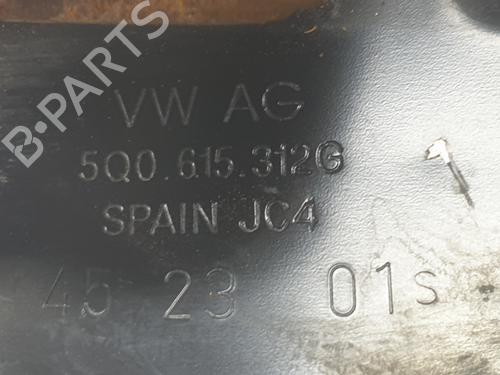 B-PARTS
VW AG
5Q0.615.312G
SPAIN JC4
45 23 01s